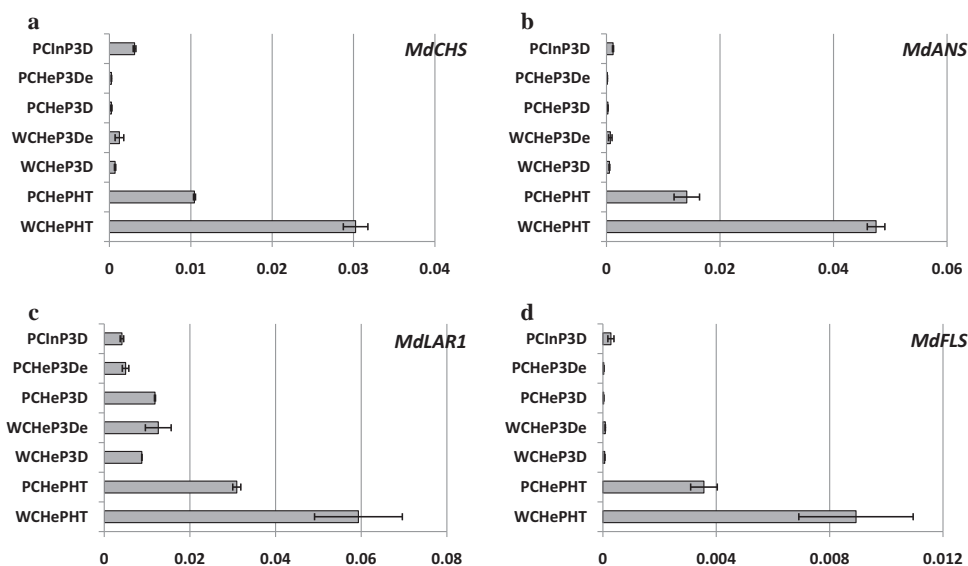 a
MdCHS
PCInP3D
PCHeP3De
PCHeP3D
WCHeP3De
WCHeP3D
PCHePHT
WCHePHT
0 0.01 0.02 0.03 0.04
b
MdANS
PCInP3D
PCHeP3De
PCHeP3D
WCHeP3De
WCHeP3D
PCHePHT
WCHePHT
0 0.02 0.04 0.06
c
MdLAR1
PCInP3D
PCHeP3De
PCHeP3D
WCHeP3De
WCHeP3D
PCHePHT
WCHePHT
0 0.02 0.04 0.06 0.08
d
MdFLS
PCInP3D
PCHeP3De
PCHeP3D
WCHeP3De
WCHeP3D
PCHePHT
WCHePHT
0 0.004 0.008 0.012